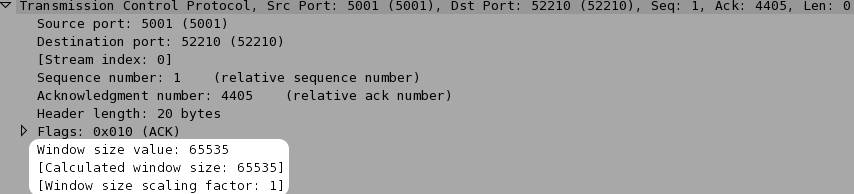 Transmission Control Protocol, Src Port: 5001 (5001), Dst Port: 52210 (52210), Seq: 1, Ack: 4405, Len: 0
Source port: 5001 (5001)
Destination port: 52210 (52210)
[Stream index: 0]
Sequence number: 1    (relative sequence number)
Acknowledgment number: 4405    (relative ack number)
Header length: 20 bytes
Flags: 0x010 (ACK)
Window size value: 65535
[Calculated window size: 65535]
[Window size scaling factor: 1]